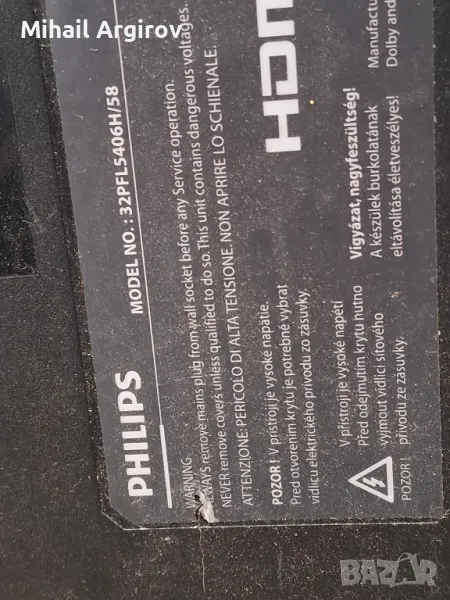 Mihail Argirov
PHILIPS
MODEL NO. : 32PFL5406H/58
WARNING
ALWAYS remove mains plug from wall socket before any Service operation.
NEVER remove covers unless qualified to do so. This unit contains dangerous voltages.
ATTENZIONE: PERICOLO DI ALTA TENSIONE. NON APRIRE LO SCHIENALE.
POZOR ! V prístroji je vysoké napätie.
Pred otvorením krytu je potrebné vybrat
vidlicu elektrického prívodu zo zásuvky.
V přístroji je vysoké napětí
Před odejmutím krytu nutno
vyjmout vidlici síťového
přívodu ze zásuvky.
POZOR !
HDM
Vigyázat, nagyfeszültség!
A készülék burkolatának
eltávolítása életveszélyes!
Manufactu
Dolby and
BAZAR